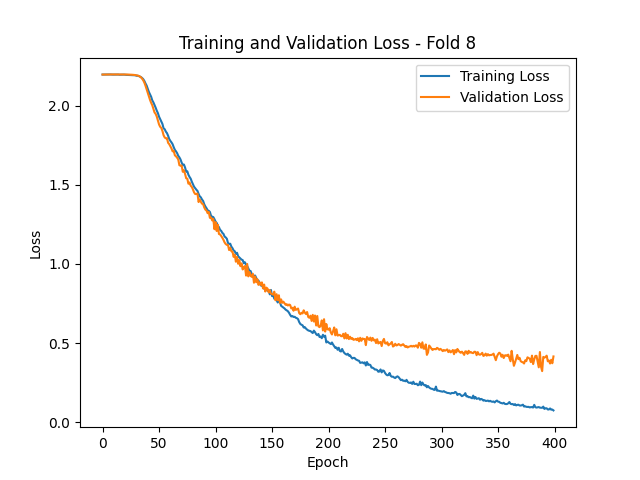 Training and Validation Loss - Fold 8
Training Loss
Validation Loss
Loss
2.0
1.5
1.0
0.5
0.0
0 50 100 150 200 250 300 350 400
Epoch